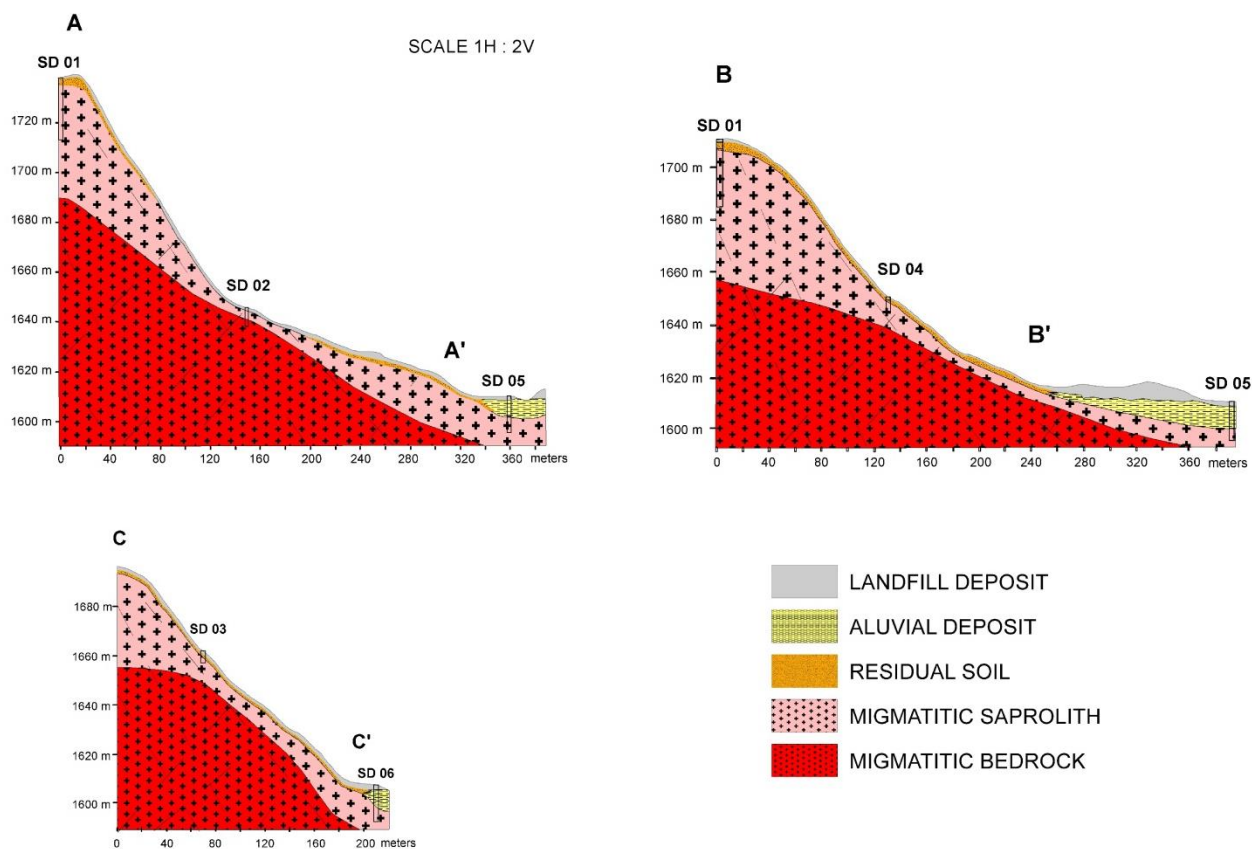 A
SCALE 1H : 2V
SD 01
1720 m
1700 m
1680 m
1660 m
1640 m
1620 m
1600 m
SD 02
A'
SD 05
0 40 80 120 160 200 240 280 320 360 meters
B
SD 01
1700 m
1680 m
1660 m
1640 m
1620 m
1600 m
SD 04
B'
SD 05
0 40 80 130 160 200 240 280 320 360 meters
C
1680 m
1660 m
1640 m
1620 m
1600 m
SD 03
C'
SD 06
0 40 80 120 160 200 meters
LANDFILL DEPOSIT
ALUVIAL DEPOSIT
RESIDUAL SOIL
MIGMATITIC SAPROLITH
MIGMATITIC BEDROCK